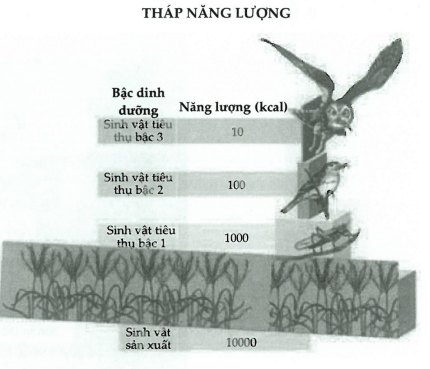 THÁP NĂNG LƯỢNG
Bậc dinh
dưỡng
Năng lượng (kcal)
Sinh vật tiêu
thụ bậc 3
10
Sinh vật tiêu
thụ bậc 2
100
Sinh vật tiêu
thụ bậc 1
1000
Sinh vật
sản xuất
10000